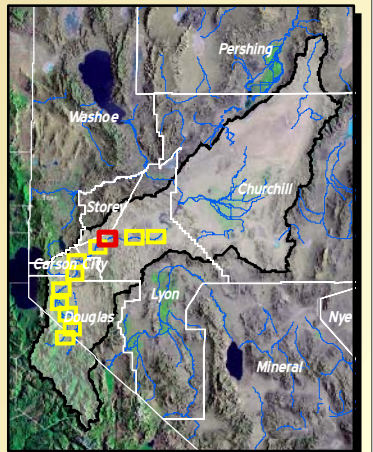 Pershing
Washoe
Churchill
Storey
Carson City
Lyon
Douglas
Nye
Mineral